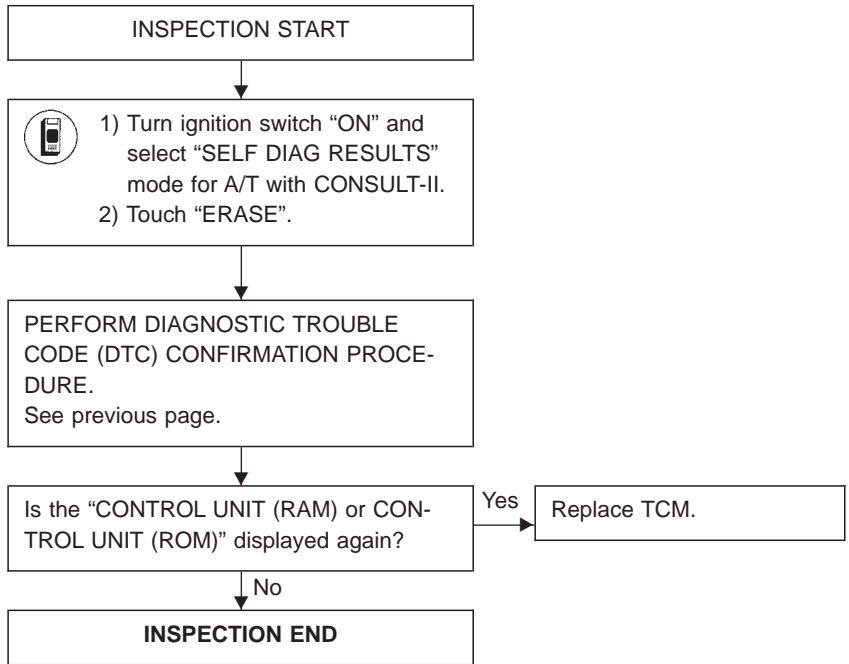 INSPECTION START
1) Turn ignition switch “ON” and
select “SELF DIAG RESULTS”
mode for A/T with CONSULT-II.
2) Touch “ERASE”.
PERFORM DIAGNOSTIC TROUBLE
CODE (DTC) CONFIRMATION PROCE-
DURE.
See previous page.
Is the “CONTROL UNIT (RAM) or CON-
TROL UNIT (ROM)” displayed again?
Yes
Replace TCM.
No
INSPECTION END